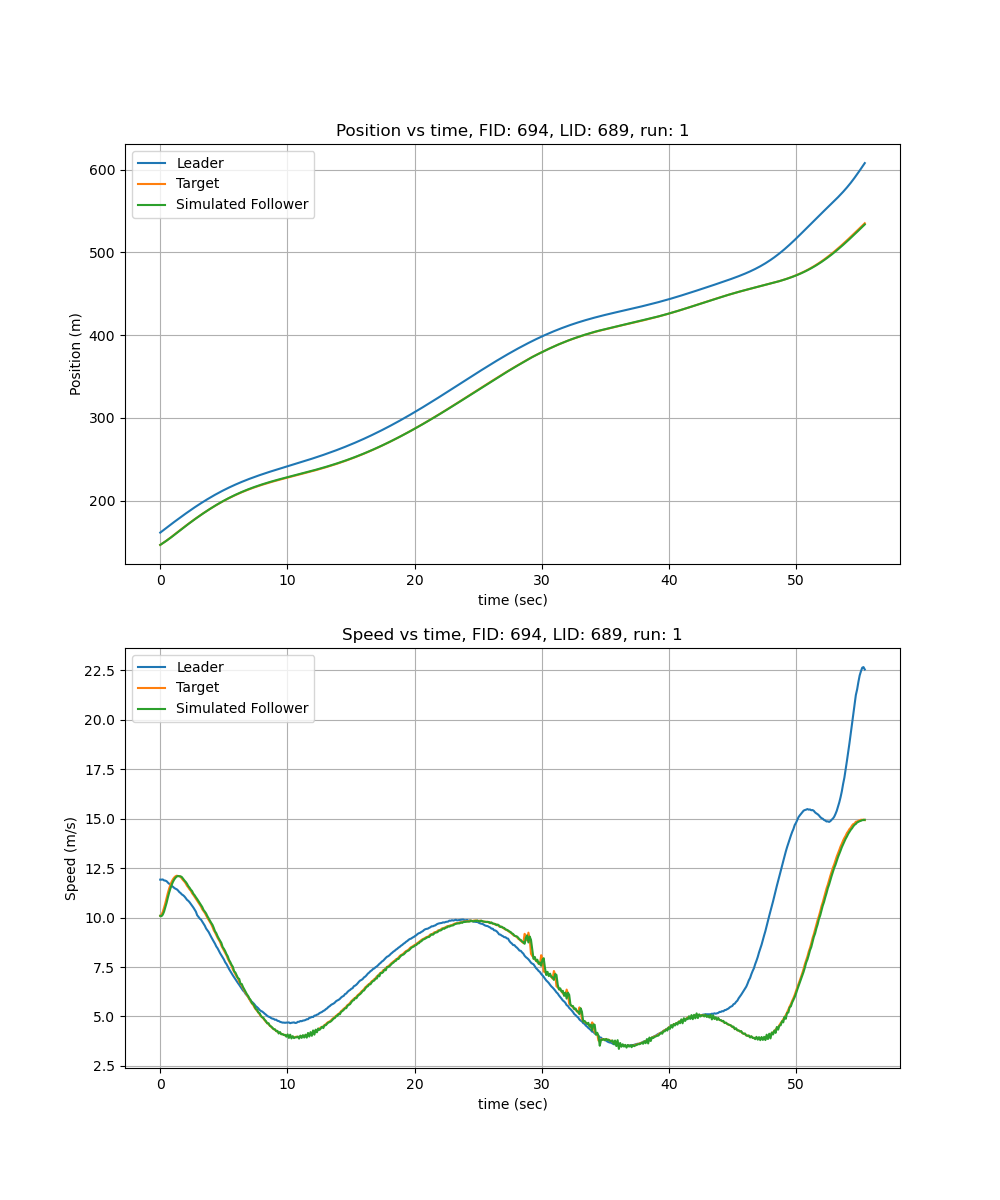 Position vs time, FID: 694, LID: 689, run: 1
Leader
Target
Simulated Follower
600
500
400
300
200
Position (m)
0 10 20 30 40 50
time (sec)
Speed vs time, FID: 694, LID: 689, run: 1
Leader
Target
Simulated Follower
22.5
20.0
17.5
15.0
12.5
10.0
7.5
5.0
2.5
Speed (m/s)
0 10 20 30 40 50
time (sec)